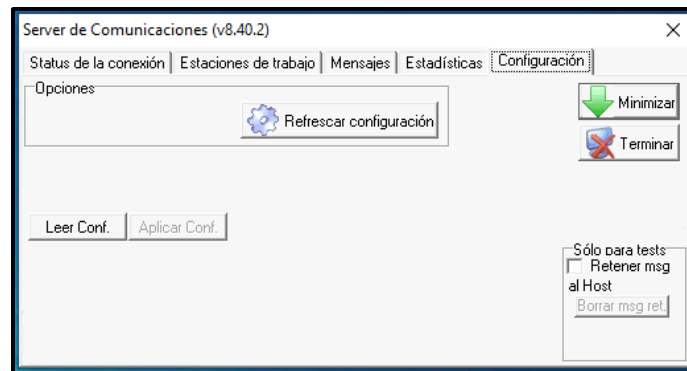 Server de Comunicaciones (v8.40.2)
Status de la conexión Estaciones de trabajo Mensajes Estadísticas Configuración
Opciones
Refrescar configuración
Minimizar
Terminar
Leer Conf. Aplicar Conf.
Sólo para tests
Retener msg
al Host
Borrar msg ret.